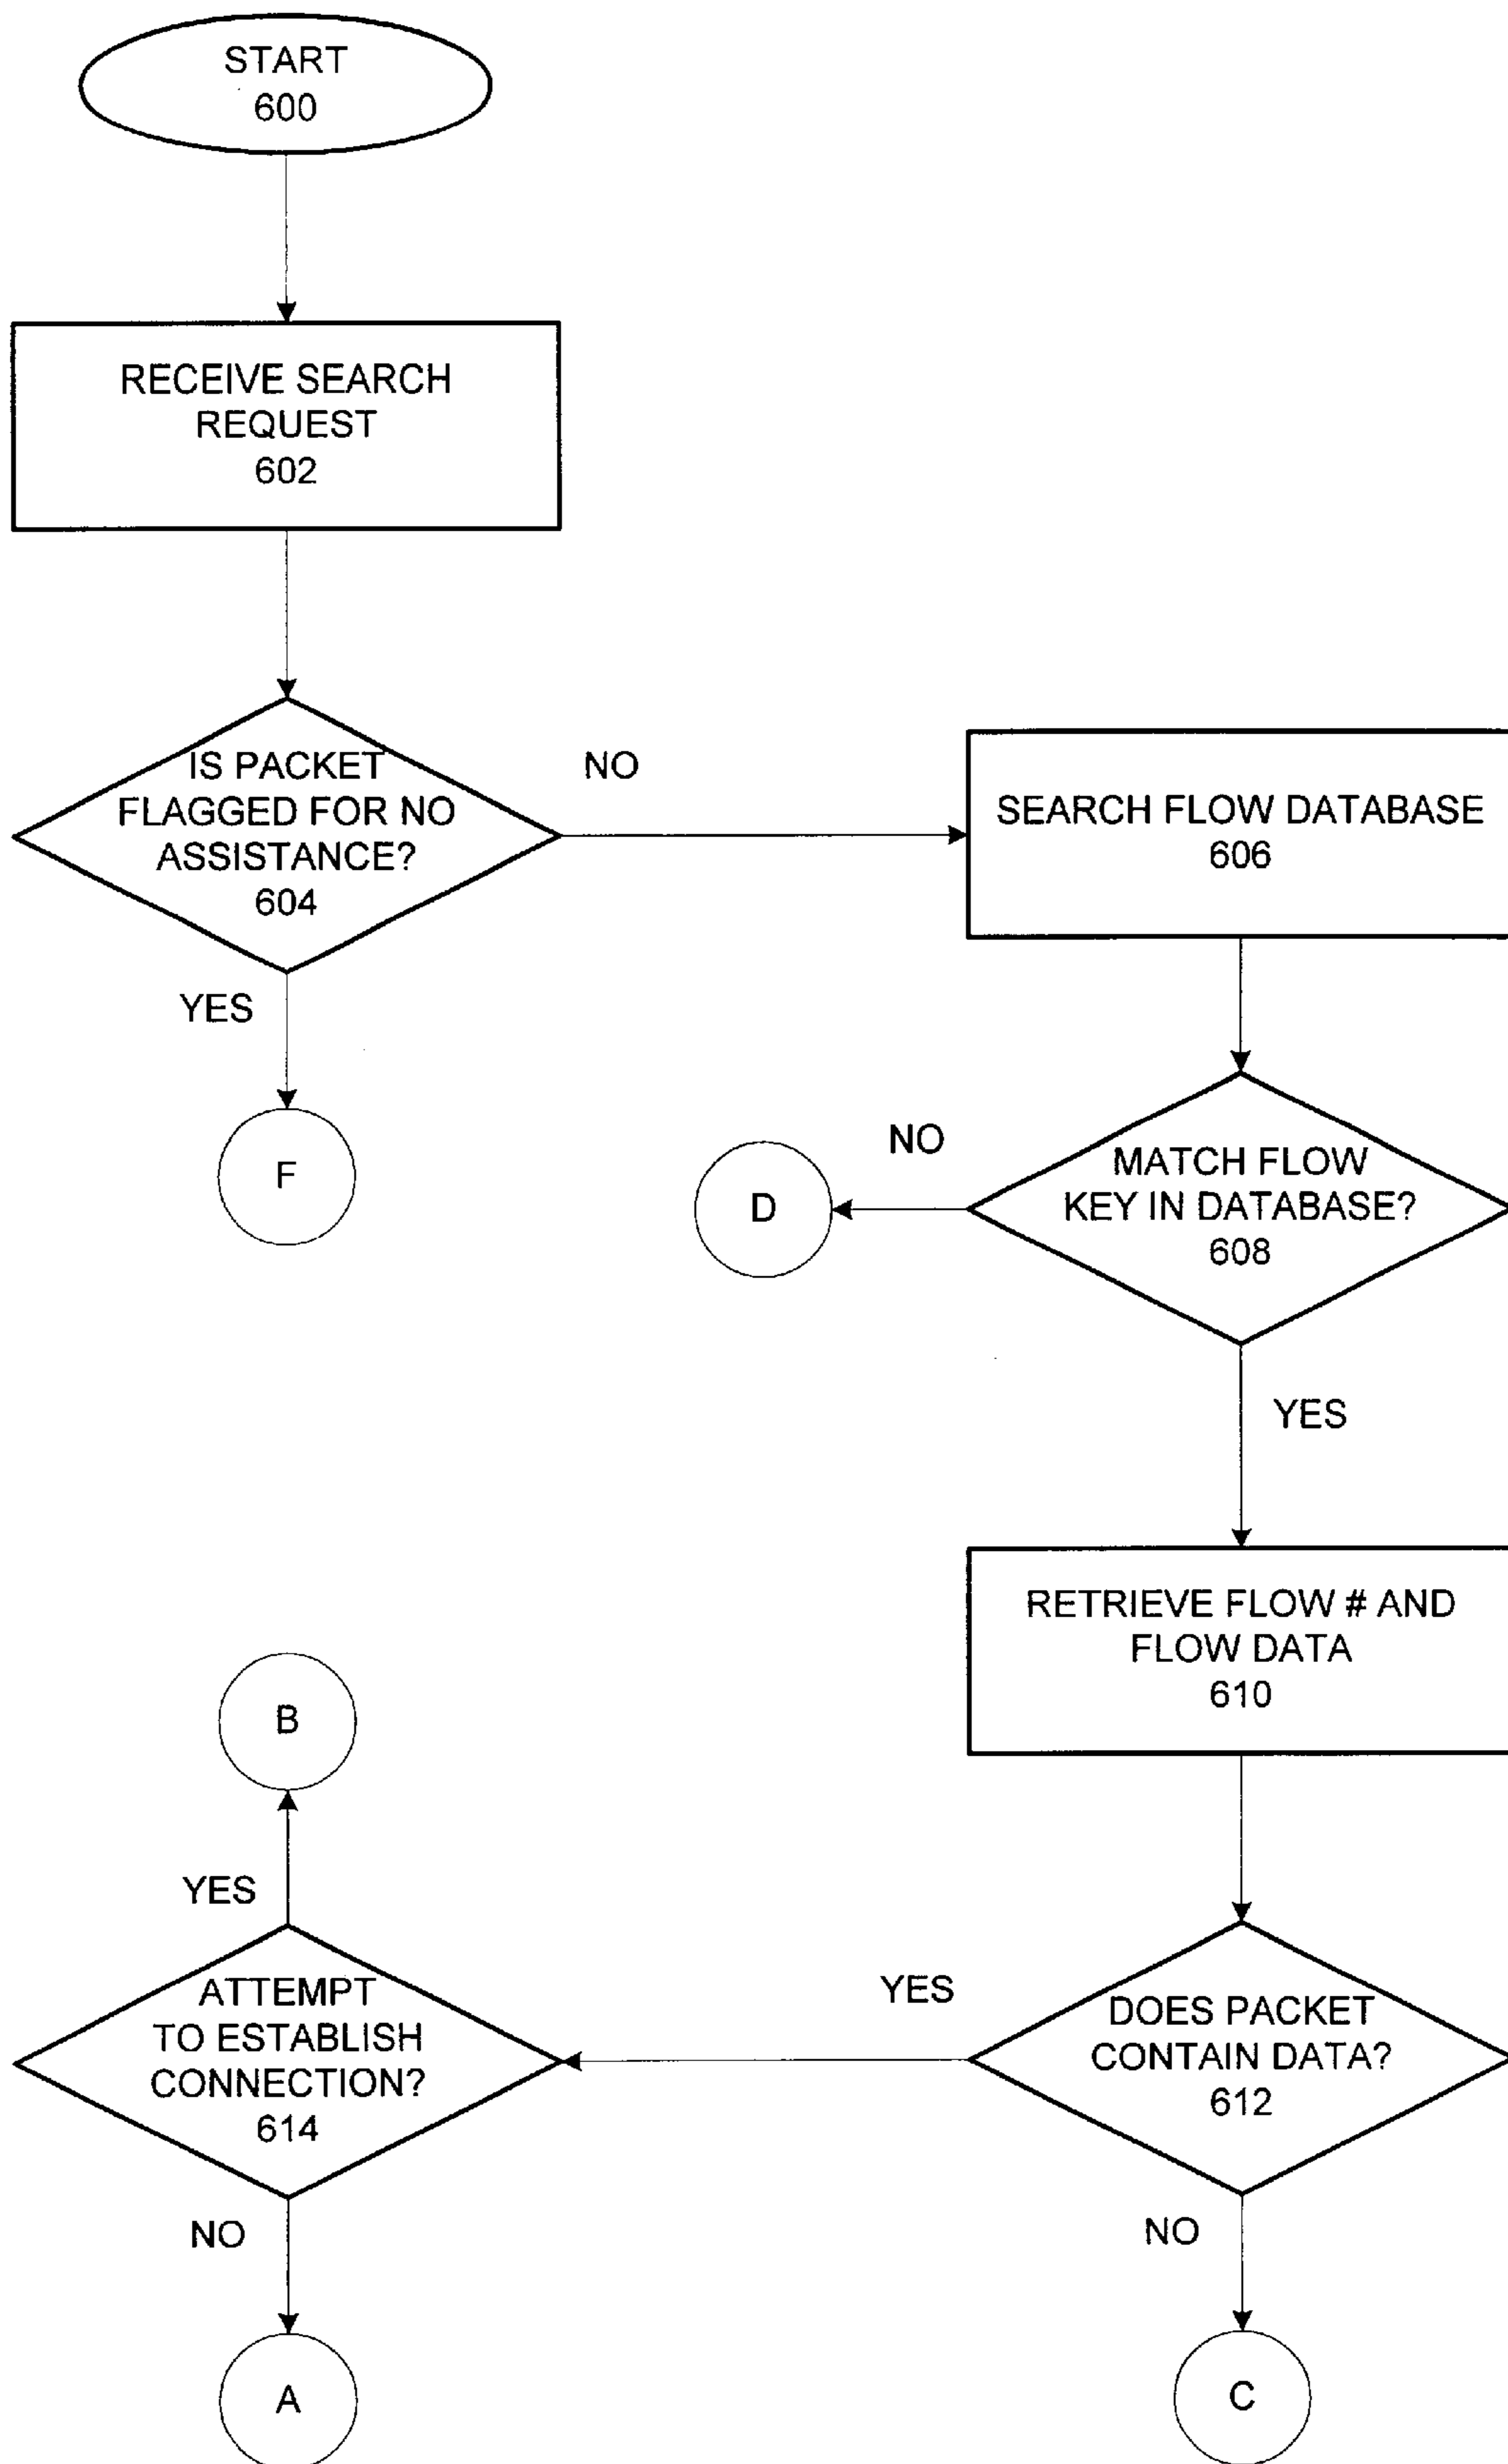 START
600
RECEIVE SEARCH
REQUEST
602
IS PACKET
FLAGGED FOR NO
ASSISTANCE?
604
NO
YES
F
SEARCH FLOW DATABASE
606
MATCH FLOW
KEY IN DATABASE?
608
NO
D
YES
RETRIEVE FLOW # AND
FLOW DATA
610
DOES PACKET
CONTAIN DATA?
612
YES
NO
C
ATTEMPT
TO ESTABLISH
CONNECTION?
614
YES
B
NO
A